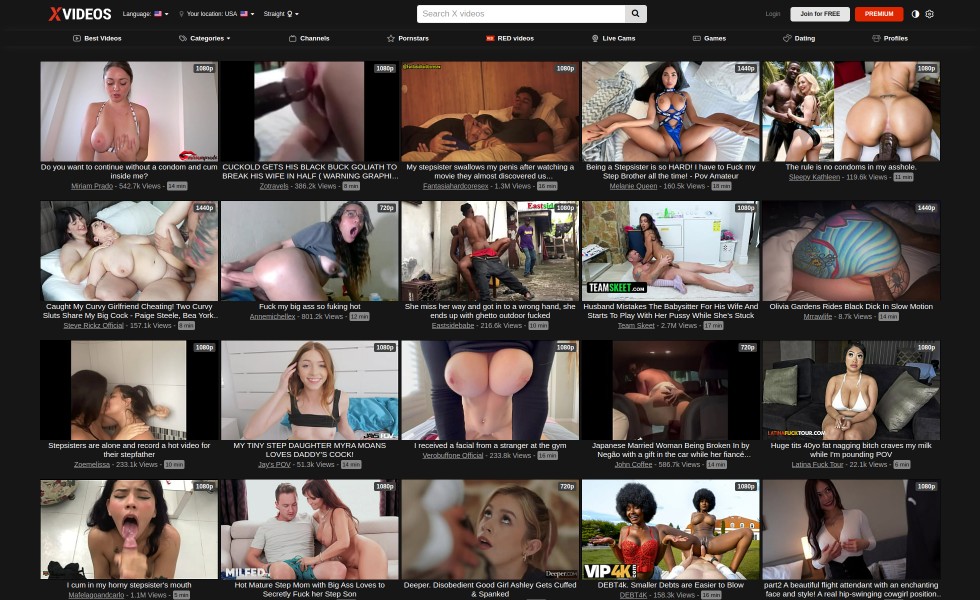 XVIDEOS
Language:
Your location: USA
Straight
Search X videos
Login
Join for FREE
PREMIUM
Best Videos
Categories
Channels
Pornstars
RED videos
Live Cams
Games
Dating
Profiles
1080p
Do you want to continue without a condom and cum
inside me?
Miriam Prado - 542.7k Views - 14 min
1080p
CUCKOLD GETS HIS BLACK BUCK GOLIATH TO
BREAK HIS WIFE IN HALF ( WARNING GRAPHI...
Zotravels - 386.2k Views - 8 min
1080p
My stepsister swallows my penis after watching a
movie they almost discovered us...
Fantasiahardcoresex - 1.3M Views - 16 min
1440p
Being a Stepsister is so HARD! I have to Fuck my
Step Brother all the time! - Pov Amateur
Melanie Queen - 160.5k Views - 18 min
1080p
The rule is no condoms in my asshole.
Sleepy Kathleen - 119.6k Views - 11 min
1440p
Caught My Curvy Girlfriend Cheating! Two Curvy
Sluts Share My Big Cock - Paige Steele, Bea York..
Steve Rickz Official - 157.1k Views - 8 min
720p
Fuck my big ass so fuking hot
Annemichellex - 801.2k Views - 12 min
1080p
She miss her way and got in to a wrong hand, she
ends up with ghetto outdoor fucked
Eastsidebabe - 216.6k Views - 10 min
1080p
TEAMSKEET.COM
Husband Mistakes The Babysitter For His Wife And
Starts To Play With Her Pussy While She's Stuck
Team Skeet - 2.7M Views - 17 min
1440p
Olivia Gardens Rides Black Dick In Slow Motion
Mrrawlife - 8.7k Views - 14 min
1080p
Stepsisters are alone and record a hot video for
their stepfather
Zoemelissa - 233.1k Views - 10 min
1080p
MY TINY STEP DAUGHTER MYRA MOANS
LOVES DADDY'S COCK!
Jay's POV - 51.3k Views - 14 min
1080p
I received a facial from a stranger at the gym
Verobuffone Official - 233.8k Views - 16 min
720p
Japanese Married Woman Being Broken In by
Negão with a gift in the car while her fiancé...
John Coffee - 586.7k Views - 14 min
1080p
LATINAFUCKTOUR.COM
Huge tits 40yo fat nagging bitch craves my milk
while I'm pounding POV
Latina Fuck Tour - 22.1k Views - 6 min
1080p
I cum in my horny stepsister's mouth
Mafelagoandcarlo - 1.1M Views - 5 min
1080p
MILFED
Hot Mature Step Mom with Big Ass Loves to
Secretly Fuck her Step Son
720p
Deeper.com
Deeper. Disobedient Good Girl Ashley Gets Cuffed
& Spanked
1080p
VIP4K.com
DEBT4K. Smaller Debts are Easier to Blow
DEBT4K - 158.3k Views - 16 min
1080p
part2 A beautiful flight attendant with an enchanting
face and style! A real hip-swinging cowgirl position..